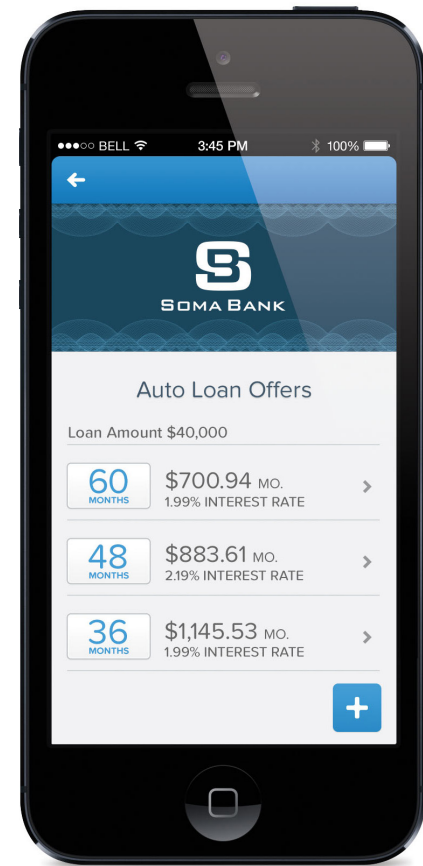 ●●●○○ BELL 3:45 PM 100%
SB
SOMA BANK
Auto Loan Offers
Loan Amount $40,000
60 MONTHS
$700.94 MO.
1.99% INTEREST RATE
48 MONTHS
$883.61 MO.
2.19% INTEREST RATE
36 MONTHS
$1,145.53 MO.
1.99% INTEREST RATE
+